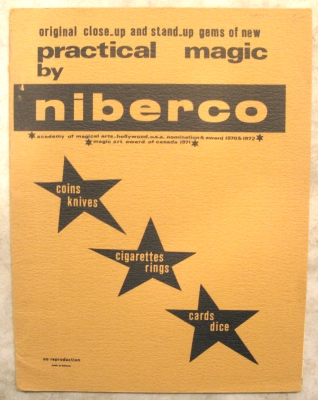 original close-up and stand-up gems of new
practical magic
by
niberco
academy of magical arts-hollywood,u.s.a. nomination & award 1970 & 1972
magic art award of canada 1971
coins
knives
cigarettes
rings
cards
dice
no reproduction